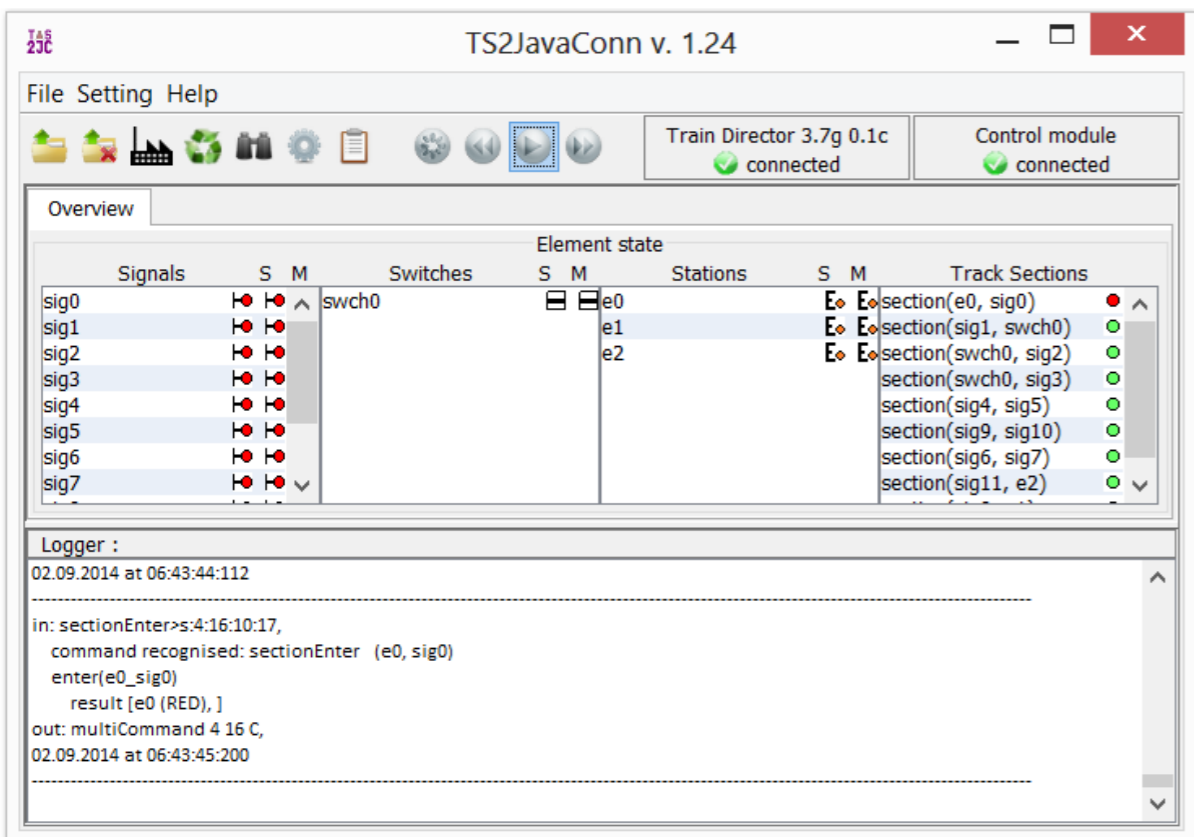 TAS
2JC
TS2JavaConn v. 1.24
File Setting Help
Train Director 3.7g 0.1c
connected
Control module
connected
Overview
Element state
Signals S M Switches S M Stations S M Track Sections
sig0 swch0 e0 section(e0, sig0)
sig1 e1 section(sig1, swch0)
sig2 e2 section(swch0, sig2)
sig3 section(swch0, sig3)
sig4 section(sig4, sig5)
sig5 section(sig9, sig10)
sig6 section(sig6, sig7)
sig7 section(sig11, e2)
Logger :
02.09.2014 at 06:43:44:112
in: sectionEnter>s:4:16:10:17,
command recognised: sectionEnter (e0, sig0)
enter(e0_sig0)
result [e0 (RED), ]
out: multiCommand 4 16 C,
02.09.2014 at 06:43:45:200